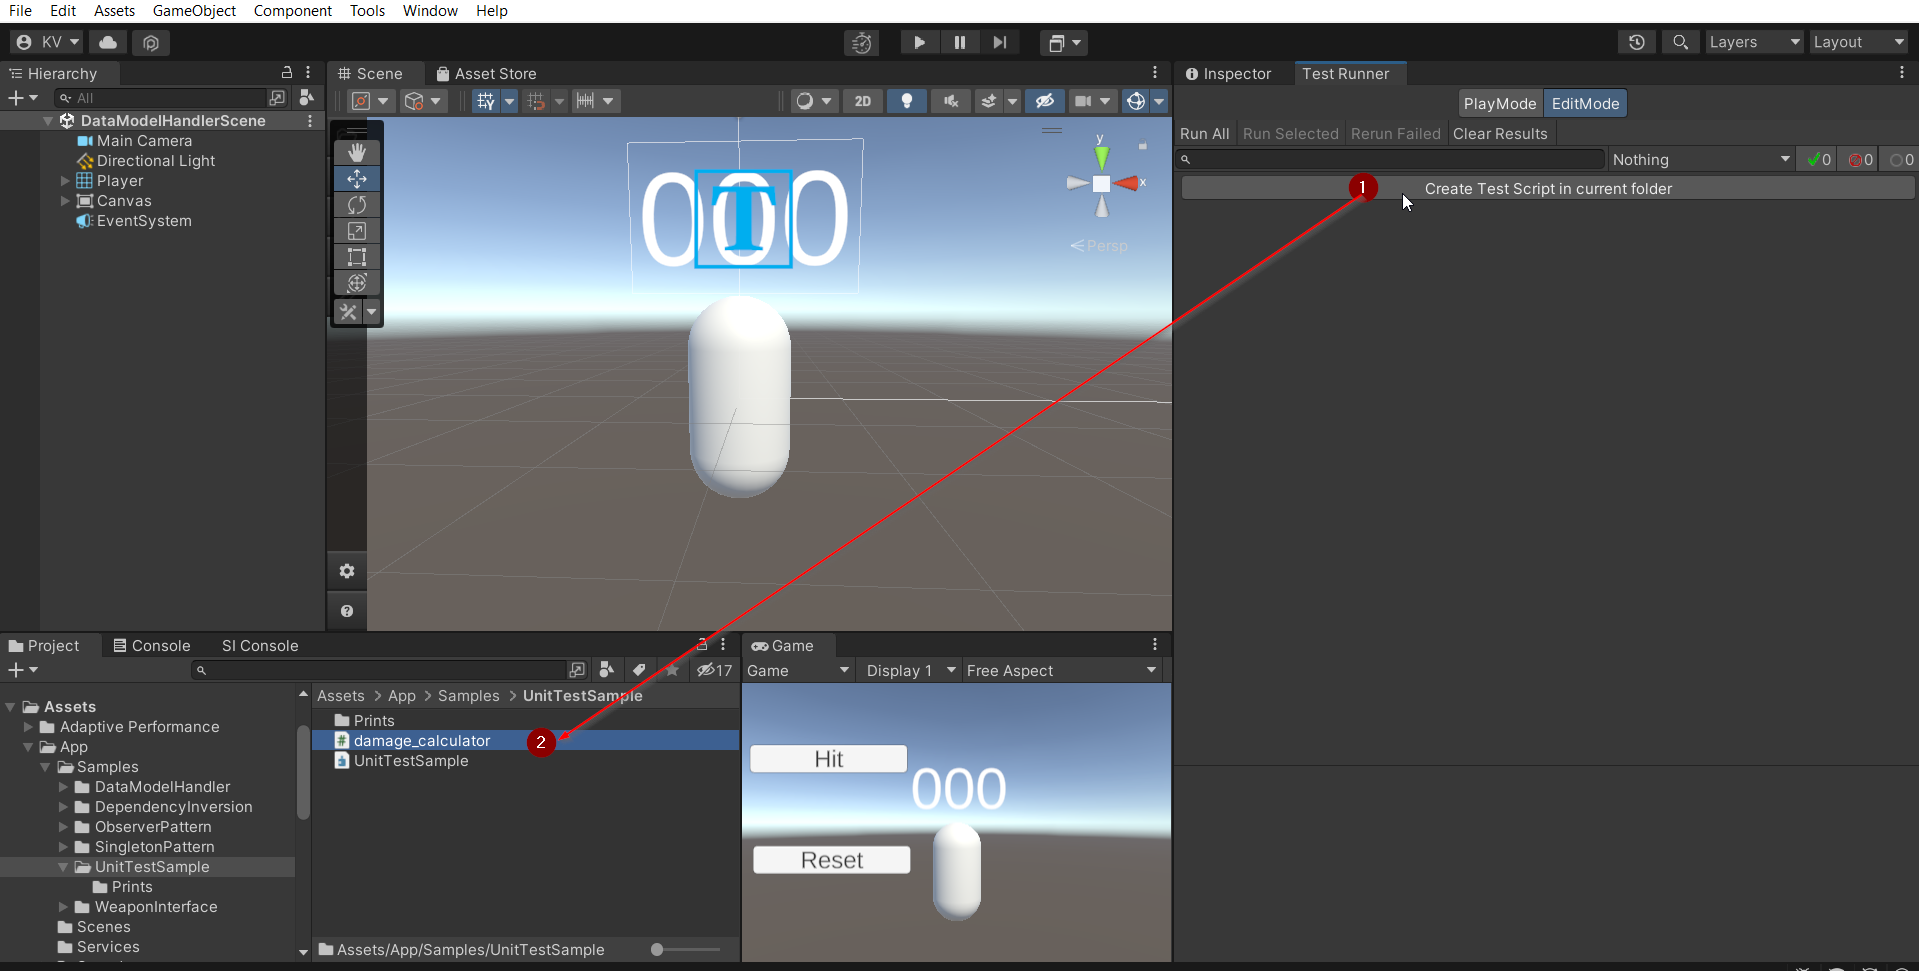 File Edit Assets GameObject Component Tools Window Help
KV Layers Layout
Hierarchy
All
DataModelHandlerScene
Main Camera
Directional Light
Player
Canvas
EventSystem
Scene Asset Store
2D
000
T
y
x
Persp
Inspector Test Runner
PlayMode EditMode
Run All Run Selected Rerun Failed Clear Results
Nothing 0 0 0
1 Create Test Script in current folder
Project Console SI Console
17
Assets
Adaptive Performance
App
Samples
DataModelHandler
DependencyInversion
ObserverPattern
SingletonPattern
UnitTestSample
Prints
WeaponInterface
Scenes
Services
Assets > App > Samples > UnitTestSample
Prints
damage_calculator 2
UnitTestSample
Assets/App/Samples/UnitTestSample
Game
Game Display 1 Free Aspect
Hit
000
Reset